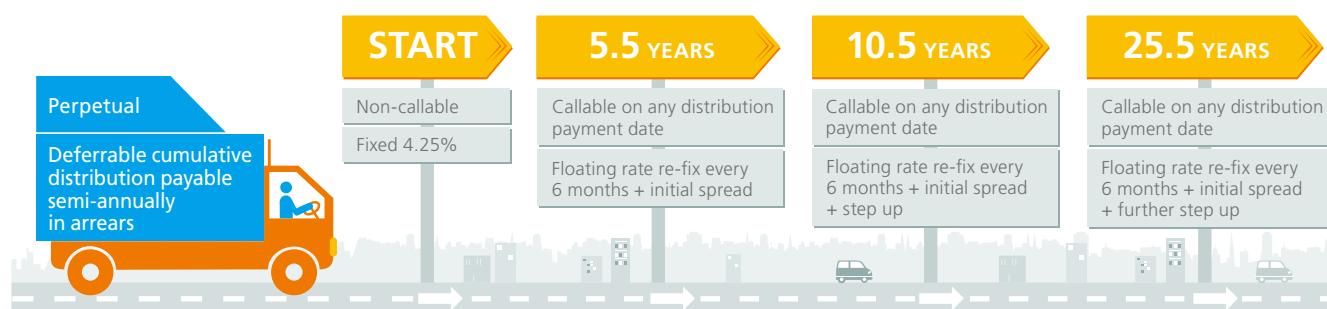 Perpetual
Deferrable cumulative
distribution payable
semi-annually
in arrears
START
Non-callable
Fixed 4.25%
5.5 YEARS
Callable on any distribution
payment date
Floating rate re-fix every
6 months + initial spread
10.5 YEARS
Callable on any distribution
payment date
Floating rate re-fix every
6 months + initial spread
+ step up
25.5 YEARS
Callable on any distribution
payment date
Floating rate re-fix every
6 months + initial spread
+ further step up